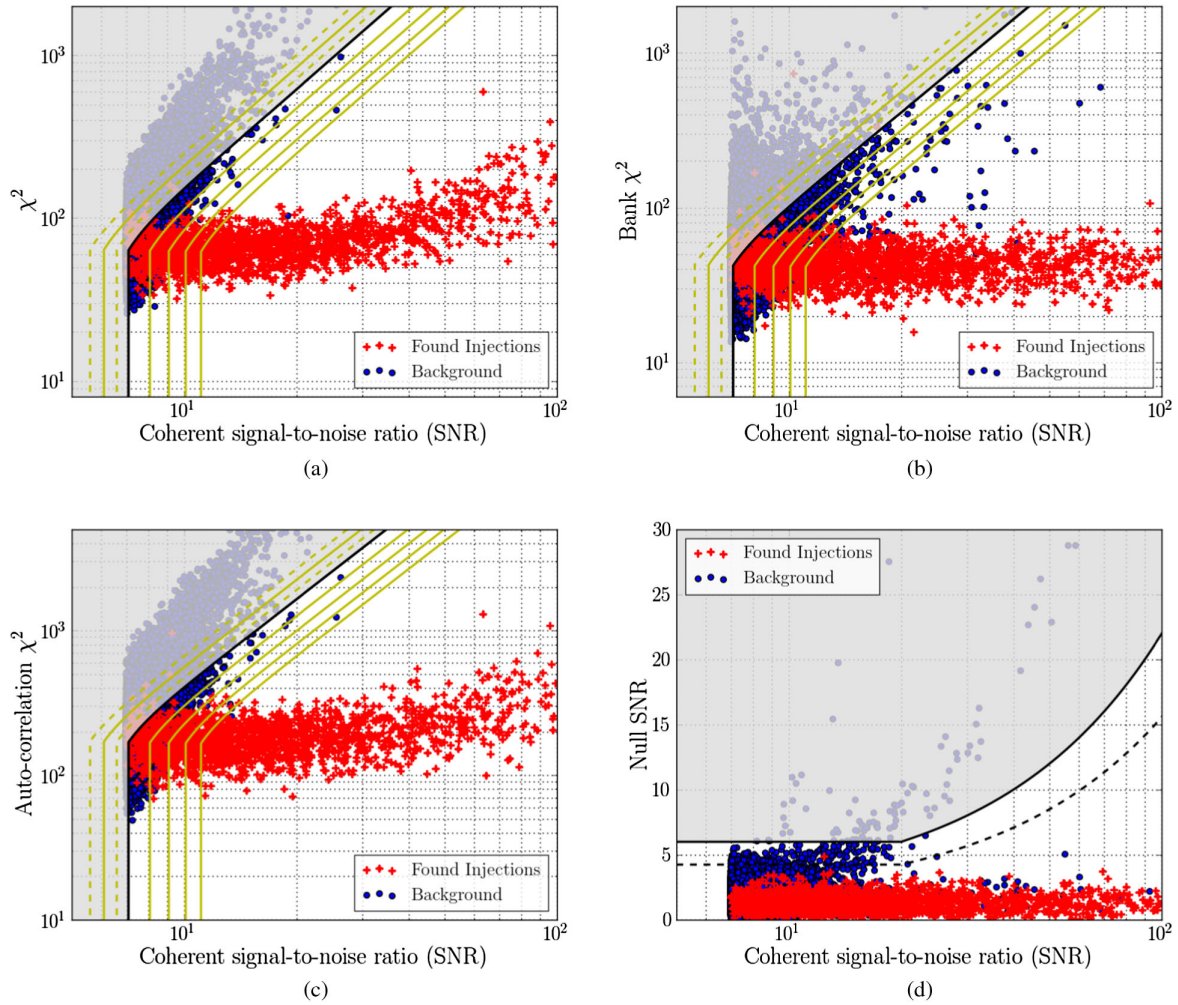 10²
10³
χ²
10²
10¹
10¹
10²
Found Injections
Background
Coherent signal-to-noise ratio (SNR)
(a)
10³
Bank χ²
10²
10¹
10¹
10²
Found Injections
Background
Coherent signal-to-noise ratio (SNR)
(b)
10³
Auto-correlation χ²
10²
10¹
10¹
10²
Found Injections
Background
Coherent signal-to-noise ratio (SNR)
(c)
30
25
20
15
10
5
0
Null SNR
Found Injections
Background
10¹
10²
Coherent signal-to-noise ratio (SNR)
(d)